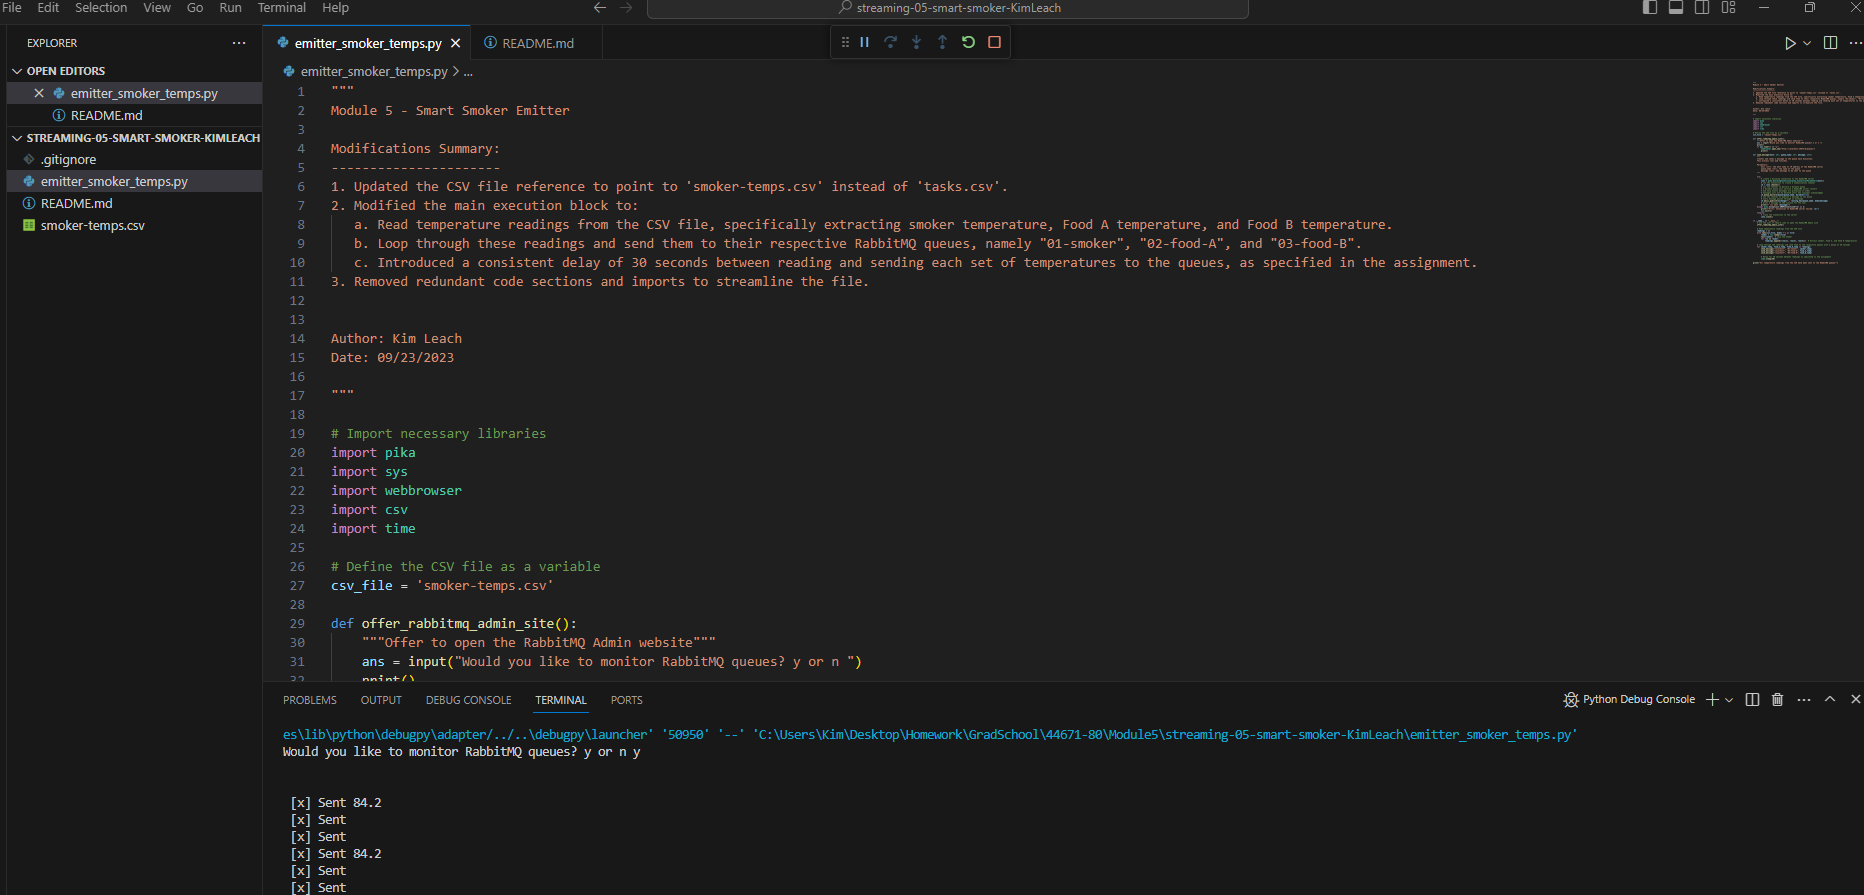 File Edit Selection View Go Run Terminal Help
streaming-05-smart-smoker-KimLeach
EXPLORER
OPEN EDITORS
emitter_smoker_temps.py
README.md
STREAMING-05-SMART-SMOKER-KIMLEACH
.gitignore
emitter_smoker_temps.py
README.md
smoker-temps.csv
emitter_smoker_temps.py README.md
emitter_smoker_temps.py > ...
1 """
2 Module 5 - Smart Smoker Emitter
3
4 Modifications Summary:
5 ----------------------
6 1. Updated the CSV file reference to point to 'smoker-temps.csv' instead of 'tasks.csv'.
7 2. Modified the main execution block to:
8 a. Read temperature readings from the CSV file, specifically extracting smoker temperature, Food A temperature, and Food B temperature.
9 b. Loop through these readings and send them to their respective RabbitMQ queues, namely "01-smoker", "02-food-A", and "03-food-B".
10 c. Introduced a consistent delay of 30 seconds between reading and sending each set of temperatures to the queues, as specified in the assignment.
11 3. Removed redundant code sections and imports to streamline the file.
12
13
14 Author: Kim Leach
15 Date: 09/23/2023
16
17 """
18
19 # Import necessary libraries
20 import pika
21 import sys
22 import webbrowser
23 import csv
24 import time
25
26 # Define the CSV file as a variable
27 csv_file = 'smoker-temps.csv'
28
29 def offer_rabbitmq_admin_site():
30 """Offer to open the RabbitMQ Admin website"""
31 ans = input("Would you like to monitor RabbitMQ queues? y or n ")
32 print()
PROBLEMS OUTPUT DEBUG CONSOLE TERMINAL PORTS
Python Debug Console
es\lib\python\debugpy\adapter/../..\debugpy\launcher' '50950' '--' 'C:\Users\Kim\Desktop\Homework\GradSchool\44671-80\Module5\streaming-05-smart-smoker-KimLeach\emitter_smoker_temps.py'
Would you like to monitor RabbitMQ queues? y or n y
[x] Sent 84.2
[x] Sent
[x] Sent
[x] Sent 84.2
[x] Sent
[x] Sent